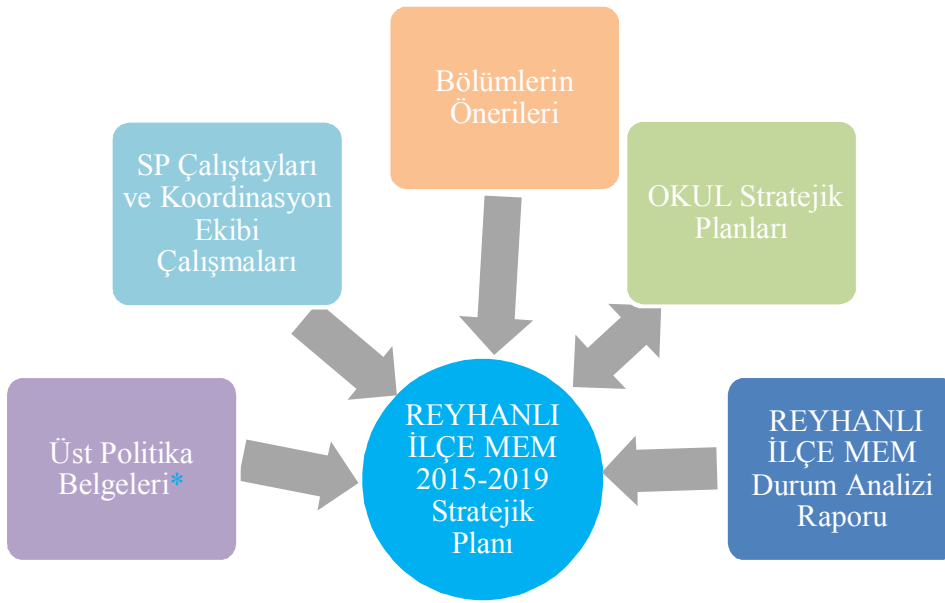 Bölümlerin
Önerileri
SP Çalıştayları
ve Koordinasyon
Ekibi
Çalışmaları
OKUL Stratejik
Planları
Üst Politika
Belgeleri*
REYHANLI
İLÇE MEM
2015-2019
Stratejik
Planı
REYHANLI
İLÇE MEM
Durum Analizi
Raporu